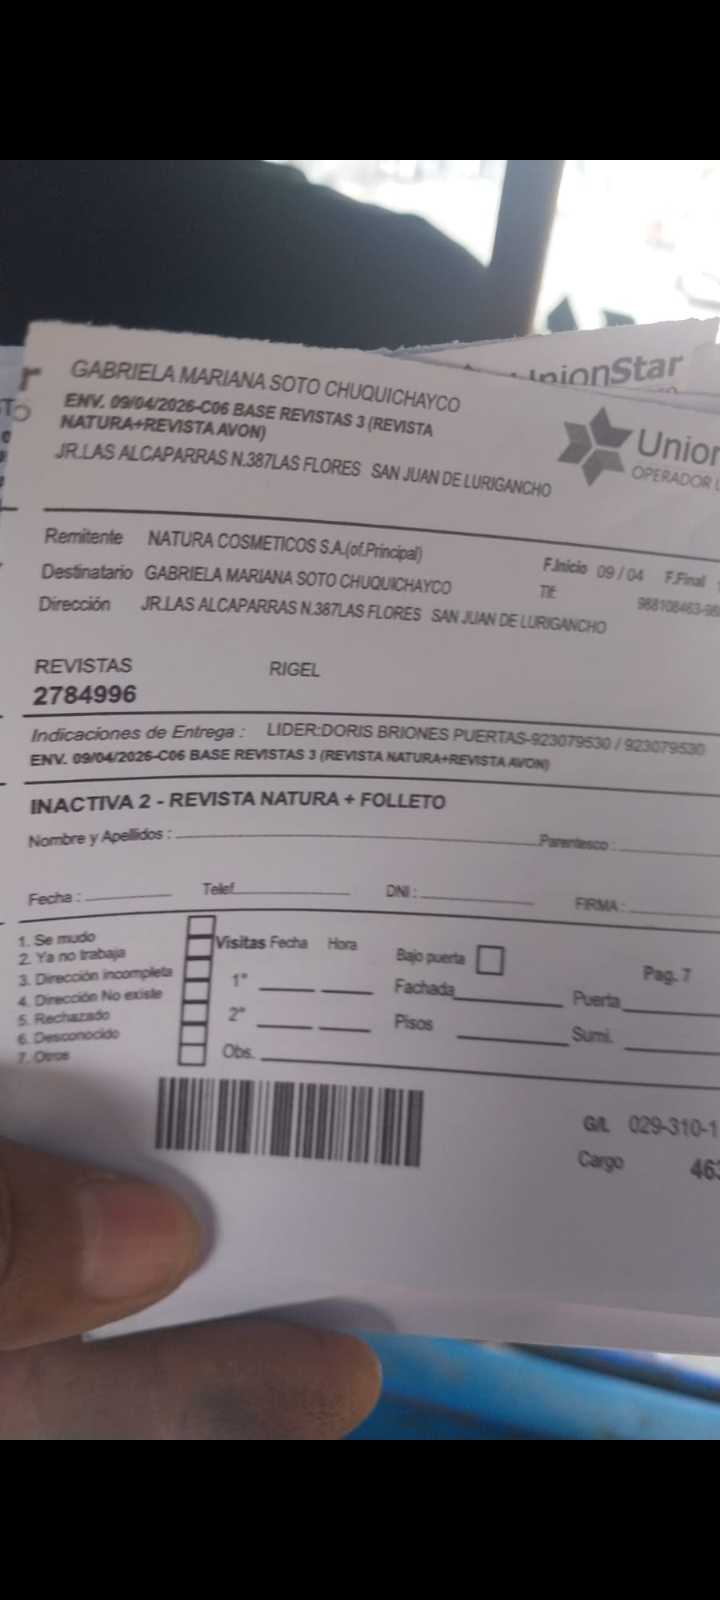 UnionStar
GABRIELA MARIANA SOTO CHUQUICHAYCO
ENV. 09/04/2026-C06 BASE REVISTAS 3 (REVISTA
NATURA+REVISTA AVON)
JR.LAS ALCAPARRAS N.387LAS FLORES SAN JUAN DE LURIGANCHO
Union
OPERADOR
Remitente NATURA COSMETICOS S.A.(of.Principal)
F.Inicio 09 / 04 F.Final
Destinatario GABRIELA MARIANA SOTO CHUQUICHAYCO
Tlf: 988108463-98
Dirección JR.LAS ALCAPARRAS N.387LAS FLORES SAN JUAN DE LURIGANCHO
REVISTAS RIGEL
2784996
Indicaciones de Entrega : LIDER:DORIS BRIONES PUERTAS-923079530 / 923079530
ENV. 09/04/2026-C06 BASE REVISTAS 3 (REVISTA NATURA+REVISTA AVON)
INACTIVA 2 - REVISTA NATURA + FOLLETO
Nombre y Apellidos : Parentesco :
Fecha : Telef. DNI : FIRMA :
1. Se mudo
2. Ya no trabaja
3. Dirección incompleta
4. Dirección No existe
5. Rechazado
6. Desconocido
7. Otros
Visitas Fecha Hora
1°
2°
Obs.
Bajo puerta
Fachada Puerta
Pisos Sumi.
Pag. 7
G/L 029-310-1
Cargo 463